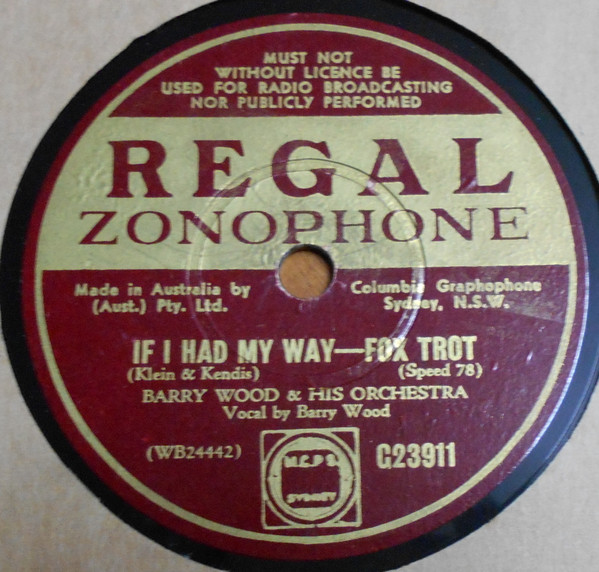 MUST NOT
WITHOUT LICENCE BE
USED FOR RADIO BROADCASTING
NOR PUBLICLY PERFORMED
REGAL
ZONOPHONE
Made in Australia by Columbia Graphophone
(Aust.) Pty. Ltd. Sydney, N.S.W.
IF I HAD MY WAY—FOX TROT
(Klein & Kendis) (Speed 78)
BARRY WOOD & HIS ORCHESTRA
Vocal by Barry Wood
(WB24442) G23911
M.C.P.S.
SYDNEY